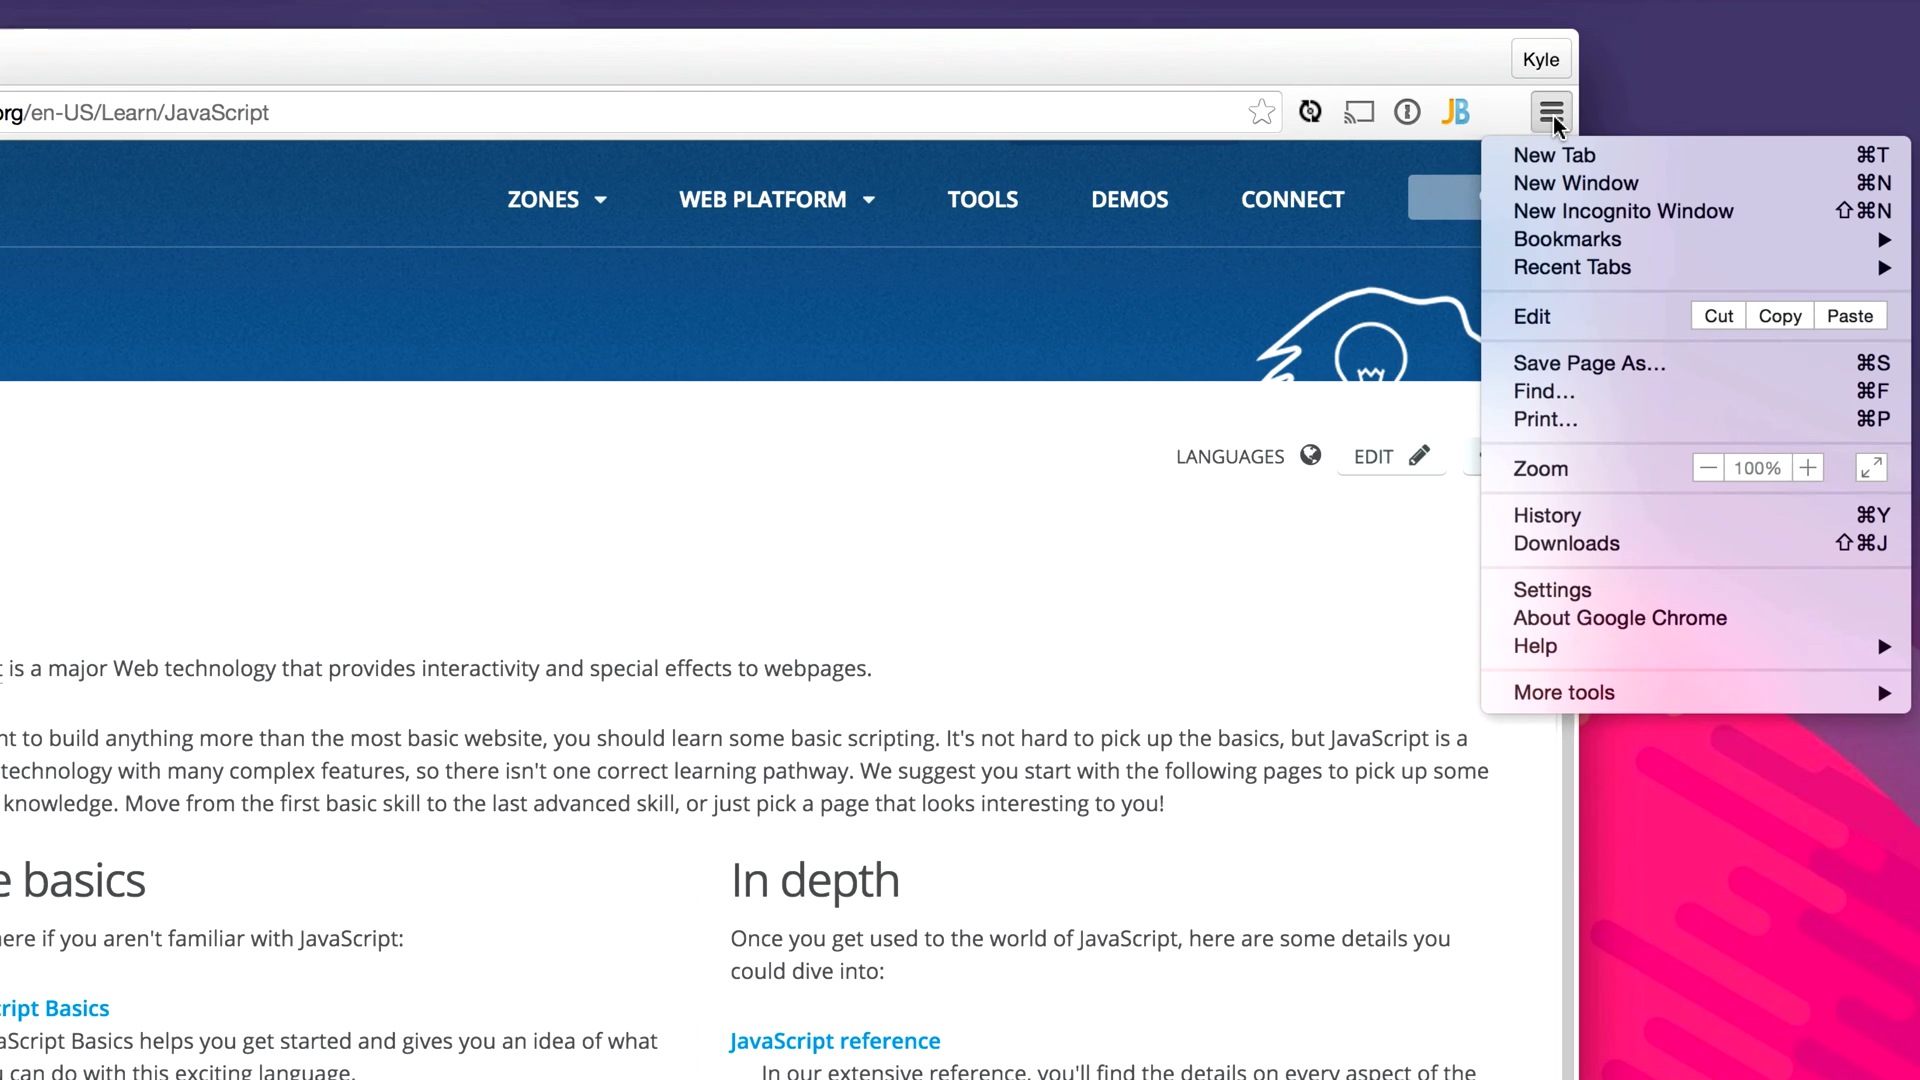 Kyle
org/en-US/Learn/JavaScript
JB
ZONES WEB PLATFORM TOOLS DEMOS CONNECT
New Tab ⌘T
New Window ⌘N
New Incognito Window ⇧⌘N
Bookmarks ▶
Recent Tabs ▶
Edit Cut Copy Paste
Save Page As... ⌘S
Find... ⌘F
Print... ⌘P
Zoom — 100% +
History ⌘Y
Downloads ⇧⌘J
Settings
About Google Chrome
Help ▶
More tools ▶
LANGUAGES EDIT
is a major Web technology that provides interactivity and special effects to webpages.
nt to build anything more than the most basic website, you should learn some basic scripting. It's not hard to pick up the basics, but JavaScript is a
technology with many complex features, so there isn't one correct learning pathway. We suggest you start with the following pages to pick up some
knowledge. Move from the first basic skill to the last advanced skill, or just pick a page that looks interesting to you!
e basics
ere if you aren't familiar with JavaScript:
ript Basics
aScript Basics helps you get started and gives you an idea of what
can do with this exciting language.
In depth
Once you get used to the world of JavaScript, here are some details you
could dive into:
JavaScript reference
In our extensive reference, you'll find the details on every aspect of the